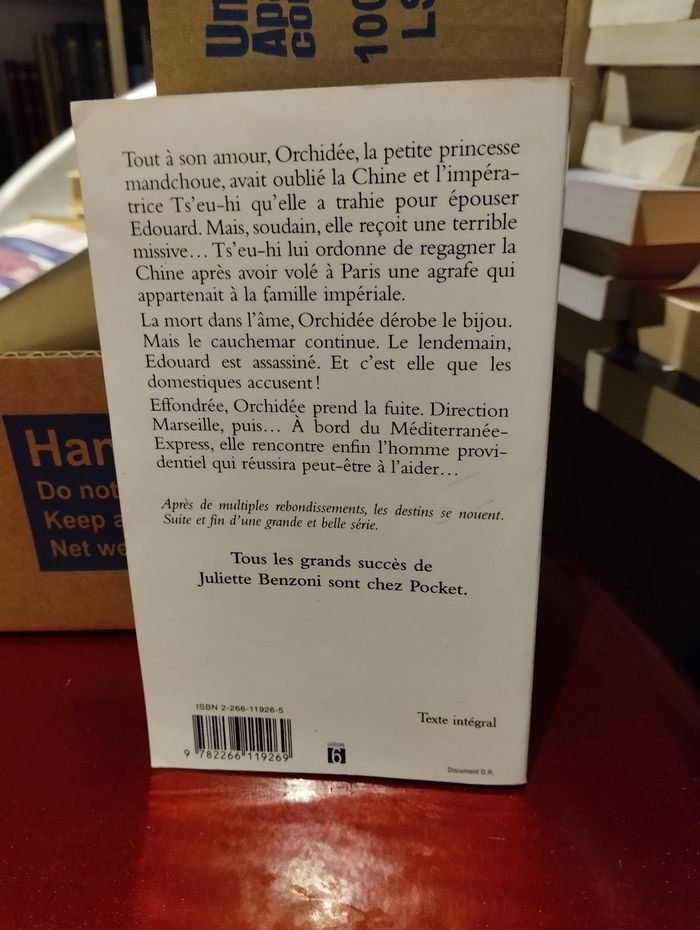 Un
Ap
co
100
LS
Tout à son amour, Orchidée, la petite princesse
mandchoue, avait oublié la Chine et l'impéra-
trice Ts'eu-hi qu'elle a trahie pour épouser
Edouard. Mais, soudain, elle reçoit une terrible
missive... Ts'eu-hi lui ordonne de regagner la
Chine après avoir volé à Paris une agrafe qui
appartenait à la famille impériale.
La mort dans l'âme, Orchidée dérobe le bijou.
Mais le cauchemar continue. Le lendemain,
Edouard est assassiné. Et c'est elle que les
domestiques accusent !
Effondrée, Orchidée prend la fuite. Direction
Marseille, puis... À bord du Méditerranée-
Express, elle rencontre enfin l'homme provi-
dentiel qui réussira peut-être à l'aider...
Après de multiples rebondissements, les destins se nouent.
Suite et fin d'une grande et belle série.
Tous les grands succès de
Juliette Benzoni sont chez Pocket.
ISBN 2-266-11926-5
9 782266 119269
6
Texte intégral
Document D.R.
Han
Do not
Keep a
Net we